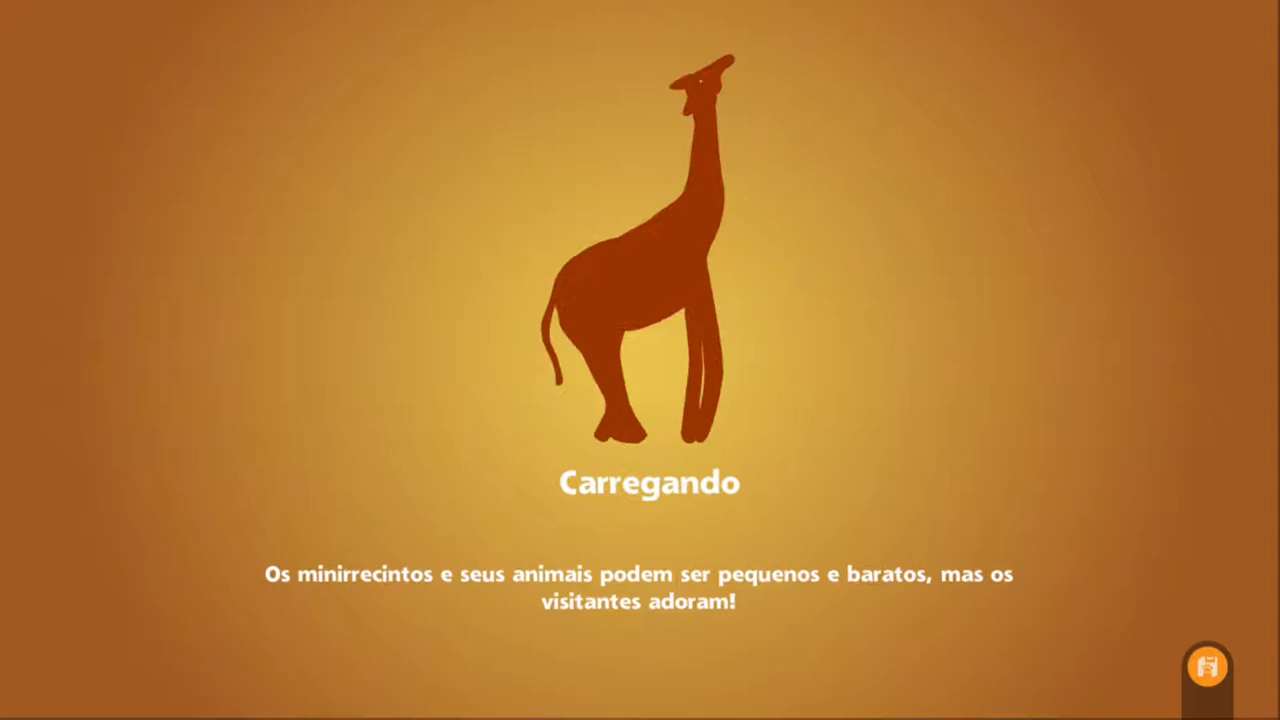 Carregando
Os minirrecintos e seus animais podem ser pequenos e baratos, mas os
visitantes adoram!